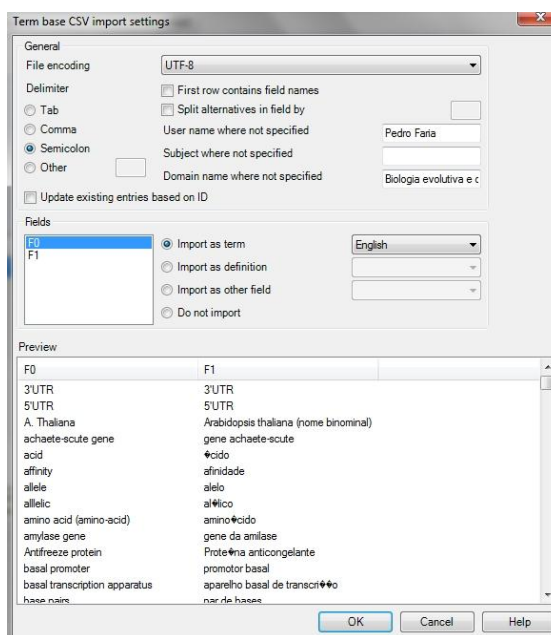 Term base CSV import settings
General
File encoding UTF-8
Delimiter First row contains field names
Tab Split alternatives in field by
Comma User name where not specified Pedro Faria
Semicolon Subject where not specified
Other Domain name where not specified Biologia evolutiva e c
Update existing entries based on ID
Fields
F0 Import as term English
F1
Import as definition
Import as other field
Do not import
Preview
F0 F1
3'UTR 3'UTR
5'UTR 5'UTR
A. Thaliana Arabidopsis thaliana (nome binominal)
achaete-scute gene gene achaete-scute
acid �cido
affinity afinidade
allele alelo
alllelic al�lico
amino acid (amino-acid) amino�cido
amylase gene gene da amilase
Antifreeze protein Prote�na anticongelante
basal promoter promotor basal
basal transcription apparatus aparelho basal de transcri��o
base pairs par de bases
OK Cancel Help